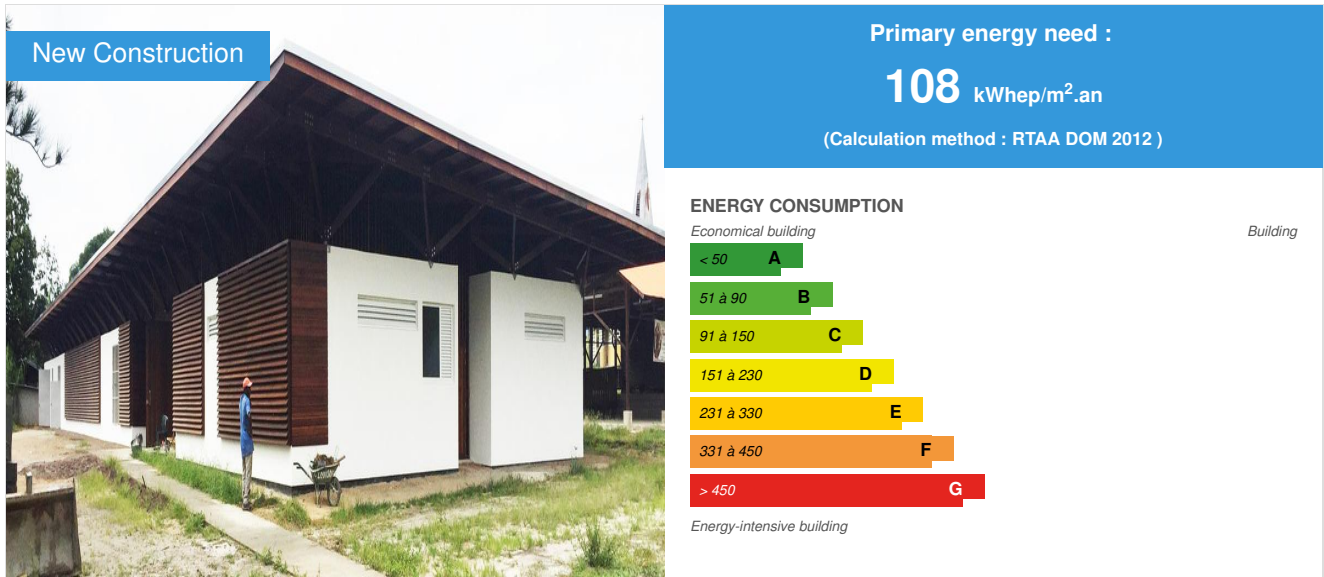 New Construction
Primary energy need :
108 kWhep/m².an
(Calculation method : RTAA DOM 2012 )
ENERGY CONSUMPTION
Economical building
Building
< 50 A
51 à 90 B
91 à 150 C
151 à 230 D
231 à 330 E
331 à 450 F
> 450 G
Energy-intensive building